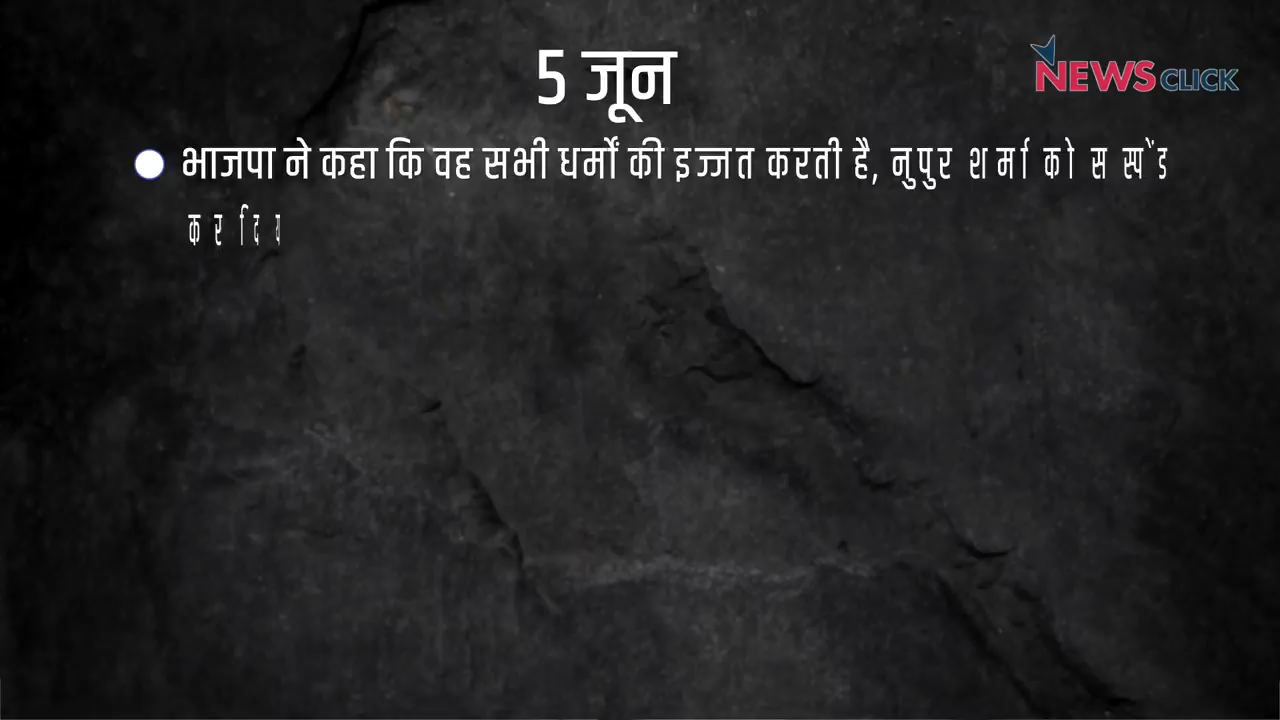 5 जून
NEWSCLICK
भाजपा ने कहा कि वह सभी धर्मों की इज्जत करती है, नुपुर शर्मा को सस्पेंड
कर दिय